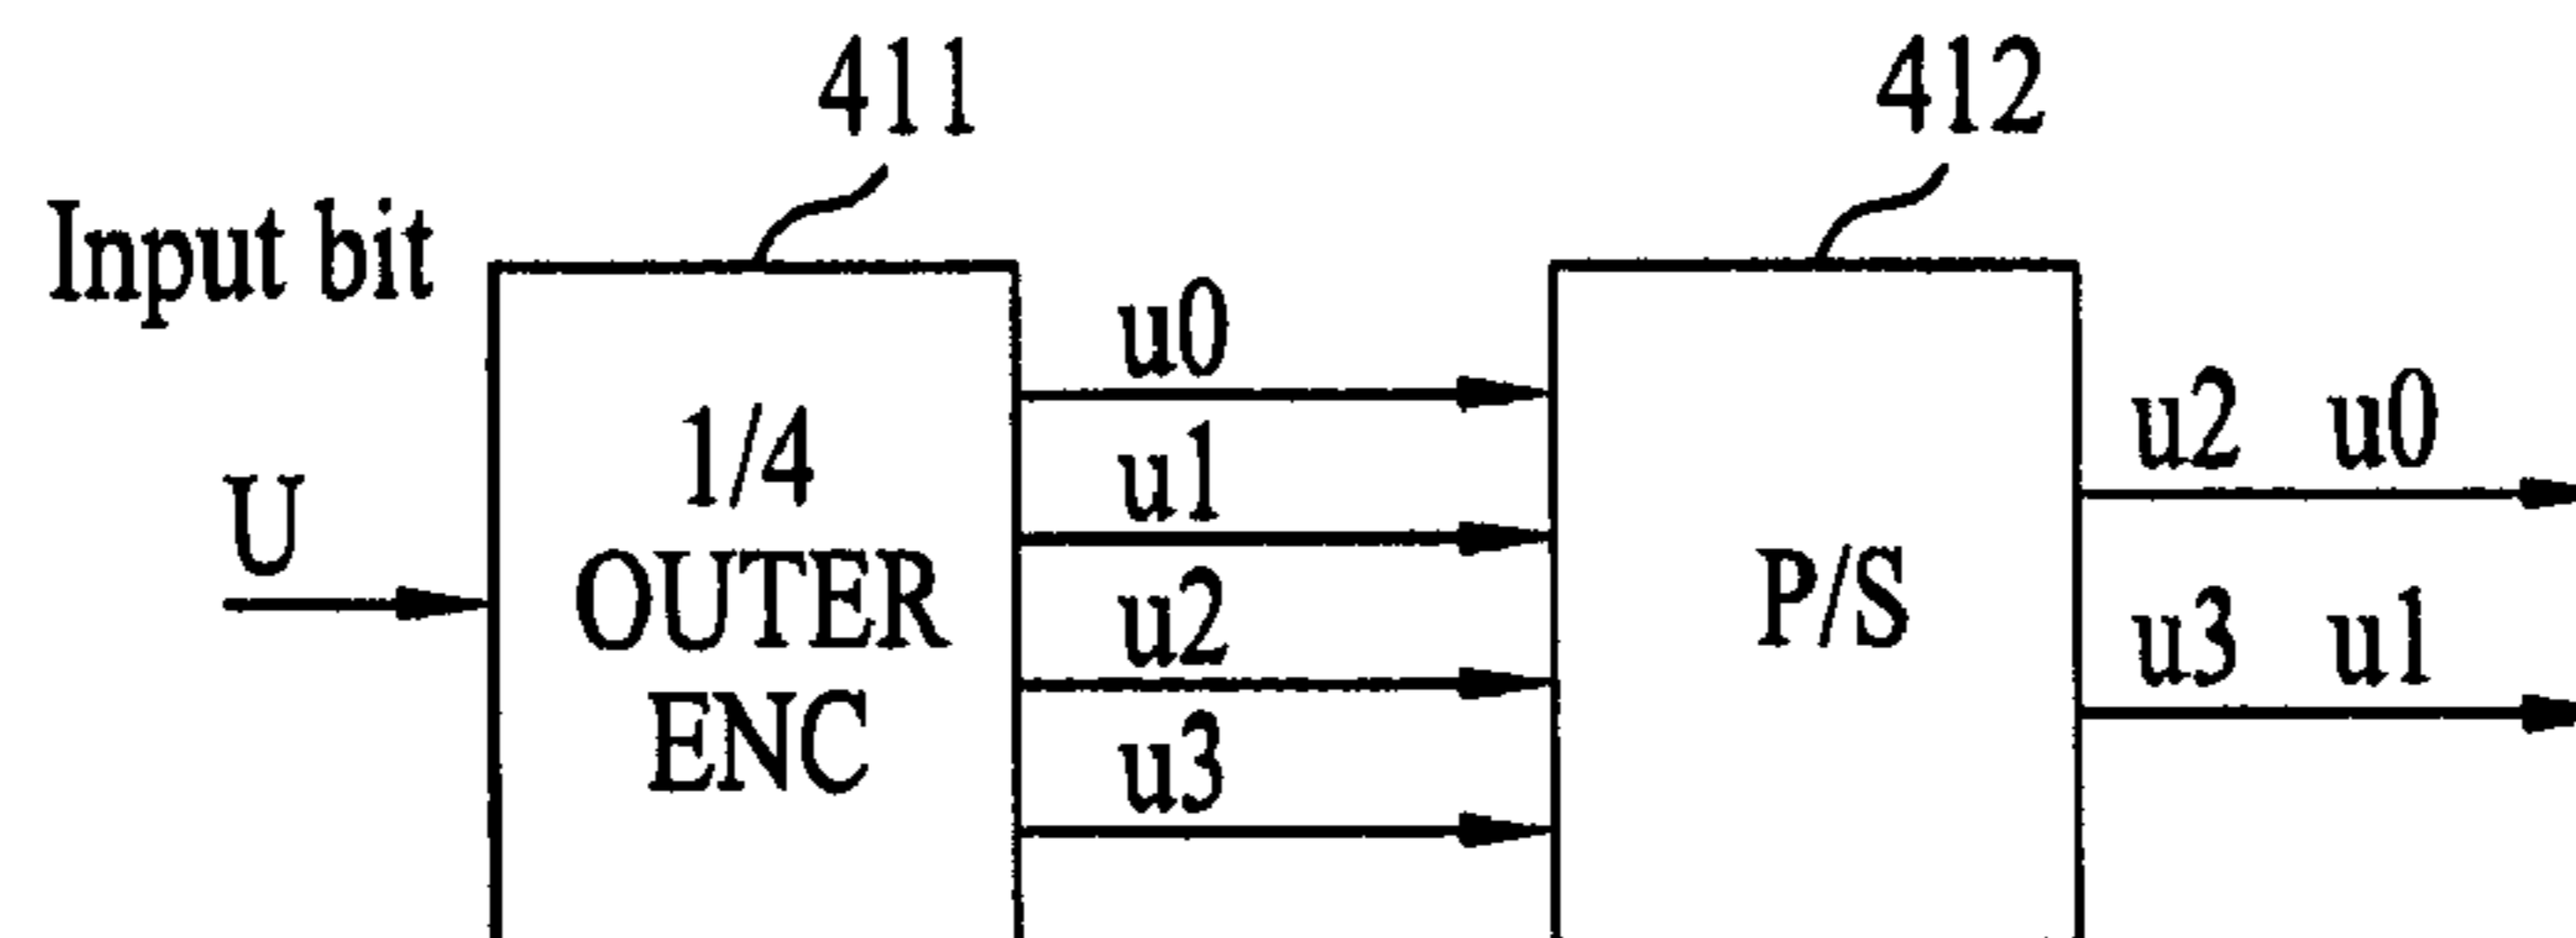 411
412
Input bit
U
1/4
OUTER
ENC
u0
u1
u2
u3
P/S
u2 u0
u3 u1